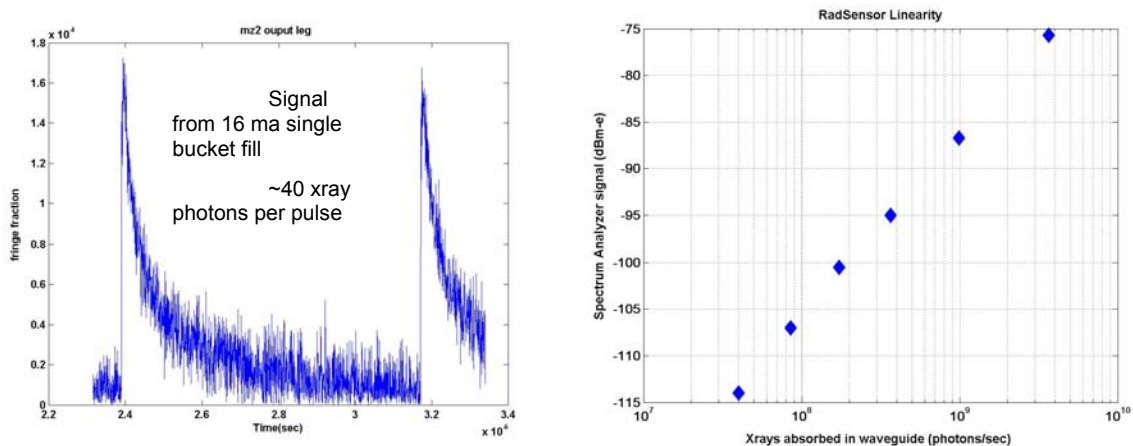 mz2 ouput leg
x 10⁻⁴
1.8
1.6
1.4
1.2
1
0.8
0.6
0.4
0.2
0
fringe fraction
Signal
from 16 ma single
bucket fill
~40 xray
photons per pulse
2.2 2.4 2.6 2.8 3 3.2 3.4
Time(sec)
x 10⁻⁶
RadSensor Linearity
-75
-80
-85
-90
-95
-100
-105
-110
-115
Spectrum Analyzer signal (dBm-e)
10⁷ 10⁸ 10⁹ 10¹⁰
Xrays absorbed in waveguide (photons/sec)